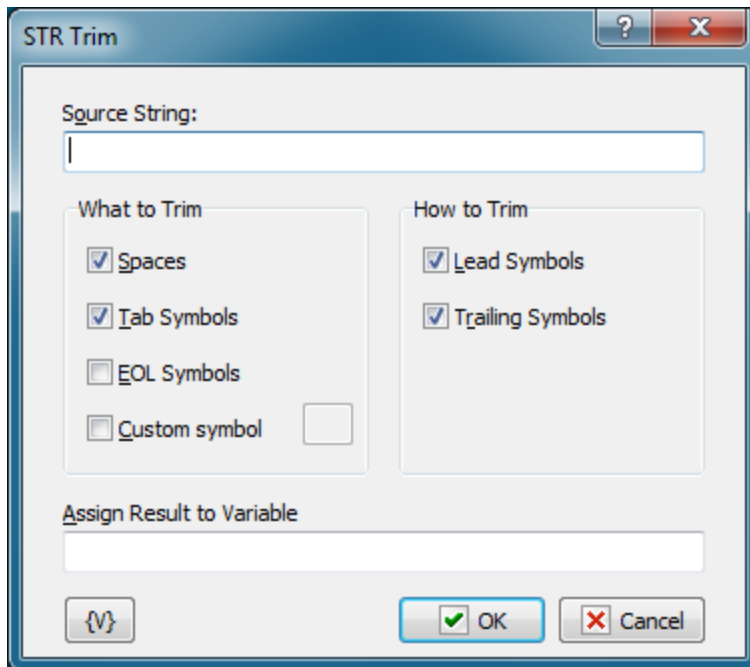 STR Trim
?
Source String:
What to Trim
How to Trim
Spaces
Lead Symbols
Tab Symbols
Trailing Symbols
EOL Symbols
Custom symbol
Assign Result to Variable
{V} OK Cancel